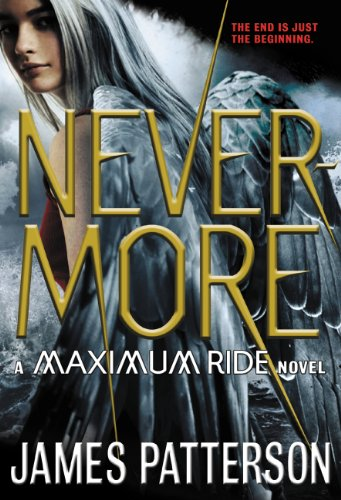 THE END IS JUST
THE BEGINNING.
NEVER-
MORE
A MAXIMUM RIDE NOVEL
JAMES PATTERSON